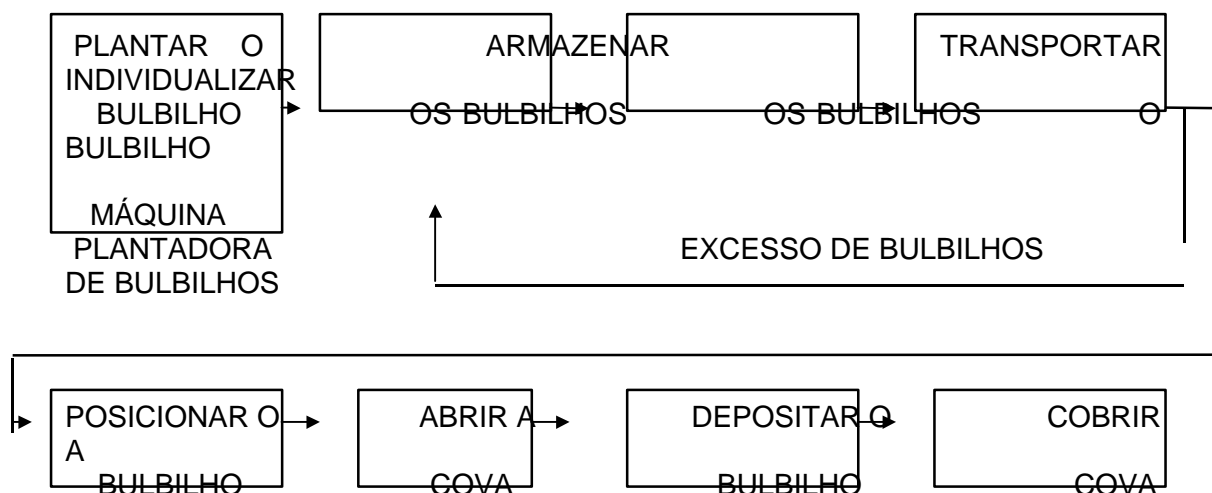 PLANTAR O ARMAZENAR TRANSPORTAR
INDIVIDUALIZAR
BULBILHO OS BULBILHOS OS BULBILHOS O
BULBILHO
MÁQUINA
PLANTADORA EXCESSO DE BULBILHOS
DE BULBILHOS
POSICIONAR O ABRIR A DEPOSITAR O COBRIR
A
BULBILHO COVA BULBILHO COVA